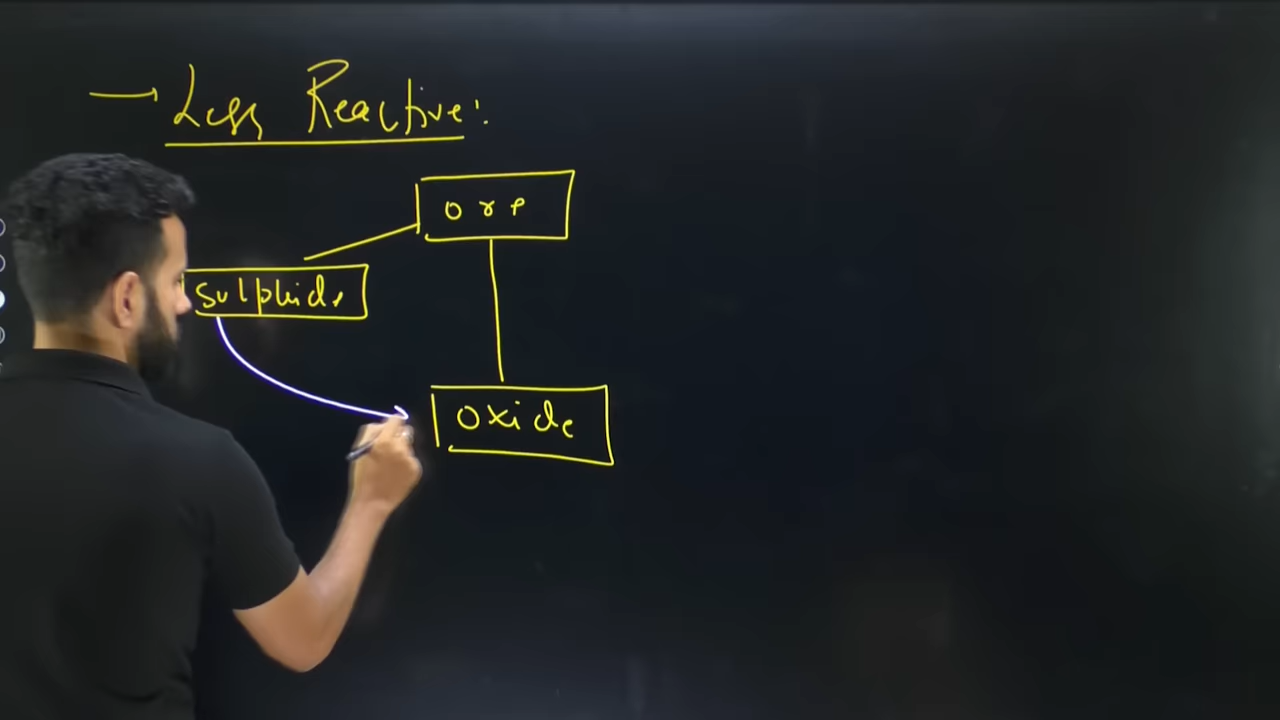 → Less Reactive:
ore
sulphide
oxide